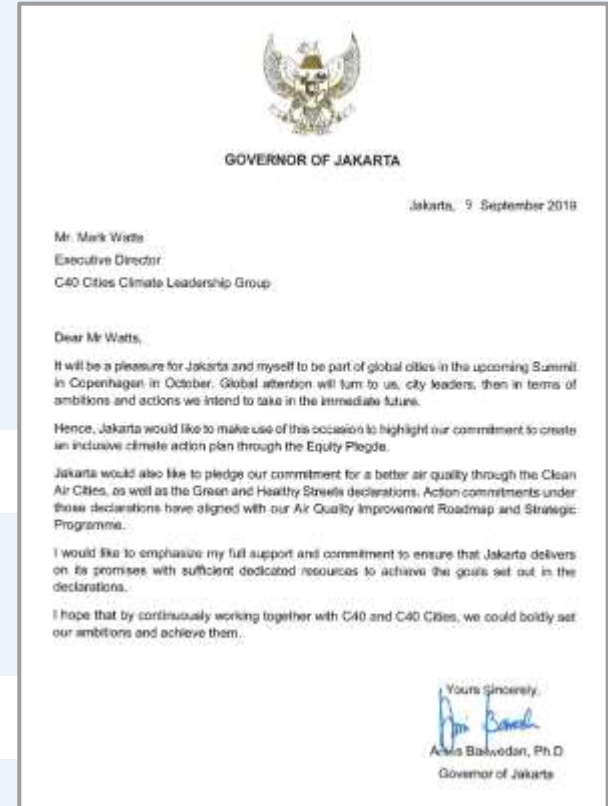 GOVERNOR OF JAKARTA
Jakarta, 9 September 2019
Mr. Mark Watts
Executive Director
C40 Cities Climate Leadership Group
Dear Mr Watts,
It will be a pleasure for Jakarta and myself to be part of global cities in the upcoming Summit
in Copenhagen in October. Global attention will turn to us, city leaders, then in terms of
ambitions and actions we intend to take in the immediate future.
Hence, Jakarta would like to make use of this occasion to highlight our commitment to create
an inclusive climate action plan through the Equity Plegde.
Jakarta would also like to pledge our commitment for a better air quality through the Clean
Air Cities, as well as the Green and Healthy Streets declarations. Action commitments under
those declarations have aligned with our Air Quality Improvement Roadmap and Strategic
Programme.
I would like to emphasize my full support and commitment to ensure that Jakarta delivers
on its promises with sufficient dedicated resources to achieve the goals set out in the
declarations.
I hope that by continuously working together with C40 and C40 Cities, we could boldly set
our ambitions and achieve them.
Yours Sincerely,
Anies Baswedan, Ph.D
Governor of Jakarta